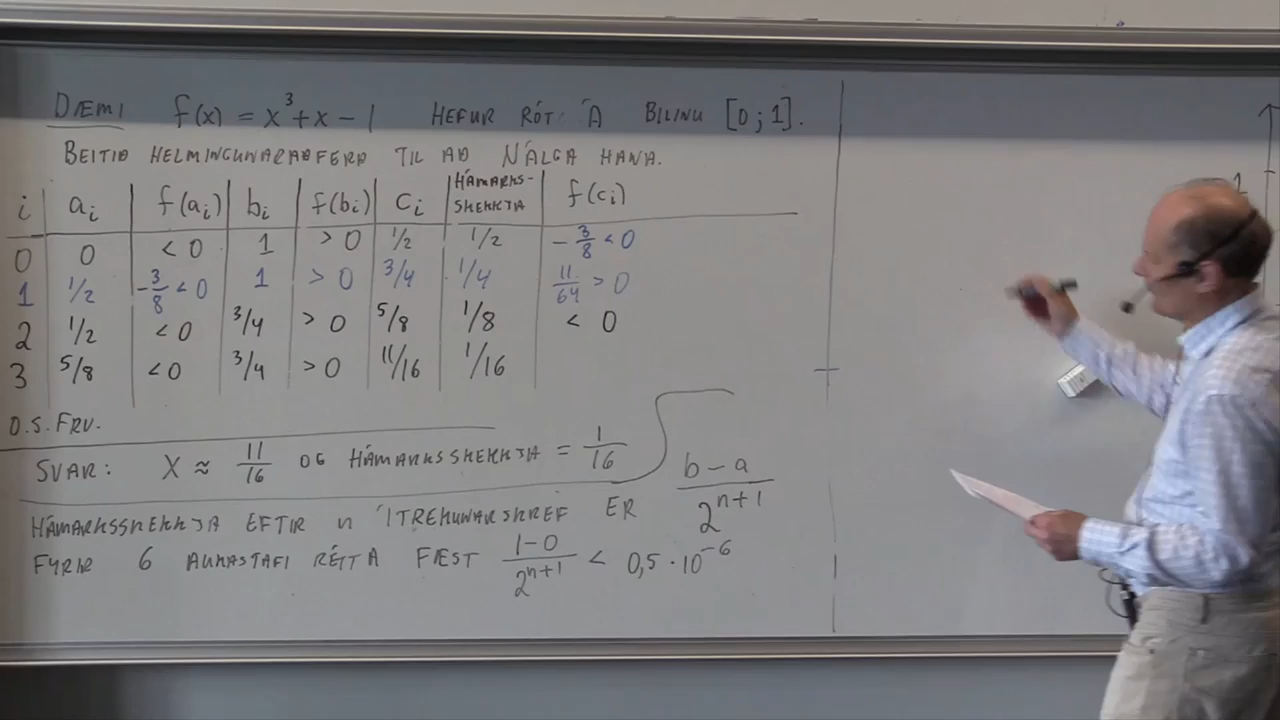 DÆMI f(x) = x³ + x − 1 HEFUR RÓT Á BILINU [0 ; 1].
BEITIÐ HELMINGUNARAÐFERÐ TIL AÐ NÁLGA HANA.
i aᵢ f(aᵢ) bᵢ f(bᵢ) cᵢ HÁMARKS-SKEKKJA f(cᵢ)
0 0 < 0 1 > 0 1/2 1/2 −3/8 < 0
1 1/2 −3/8 < 0 1 > 0 3/4 1/4 11/64 > 0
2 1/2 < 0 3/4 > 0 5/8 1/8 < 0
3 5/8 < 0 3/4 > 0 11/16 1/16
O.S.FRV.
SVAR: X ≈ 11/16 OG HÁMARKSSKEKKJA = 1/16
HÁMARKSSKEKKJA EFTIR n ÍTREKUNARSKREF ER (b − a)/2ⁿ⁺¹
FYRIR 6 AUKASTAFI RÉTTA FÆST (1 − 0)/2ⁿ⁺¹ < 0,5 · 10⁻⁶
1